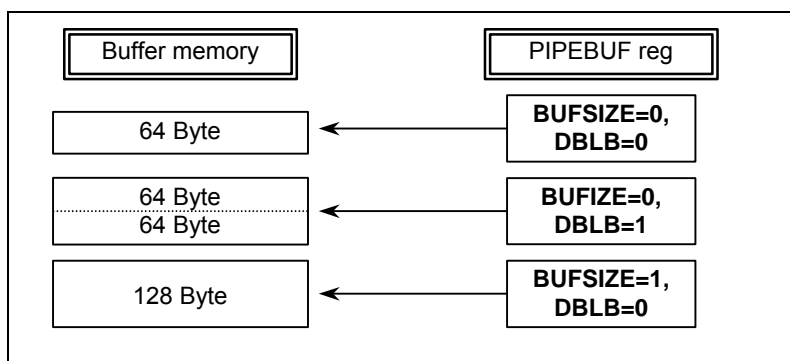 Buffer memory
PIPEBUF reg
64 Byte
BUFSIZE=0,
DBLB=0
64 Byte
64 Byte
BUFIZE=0,
DBLB=1
128 Byte
BUFSIZE=1,
DBLB=0